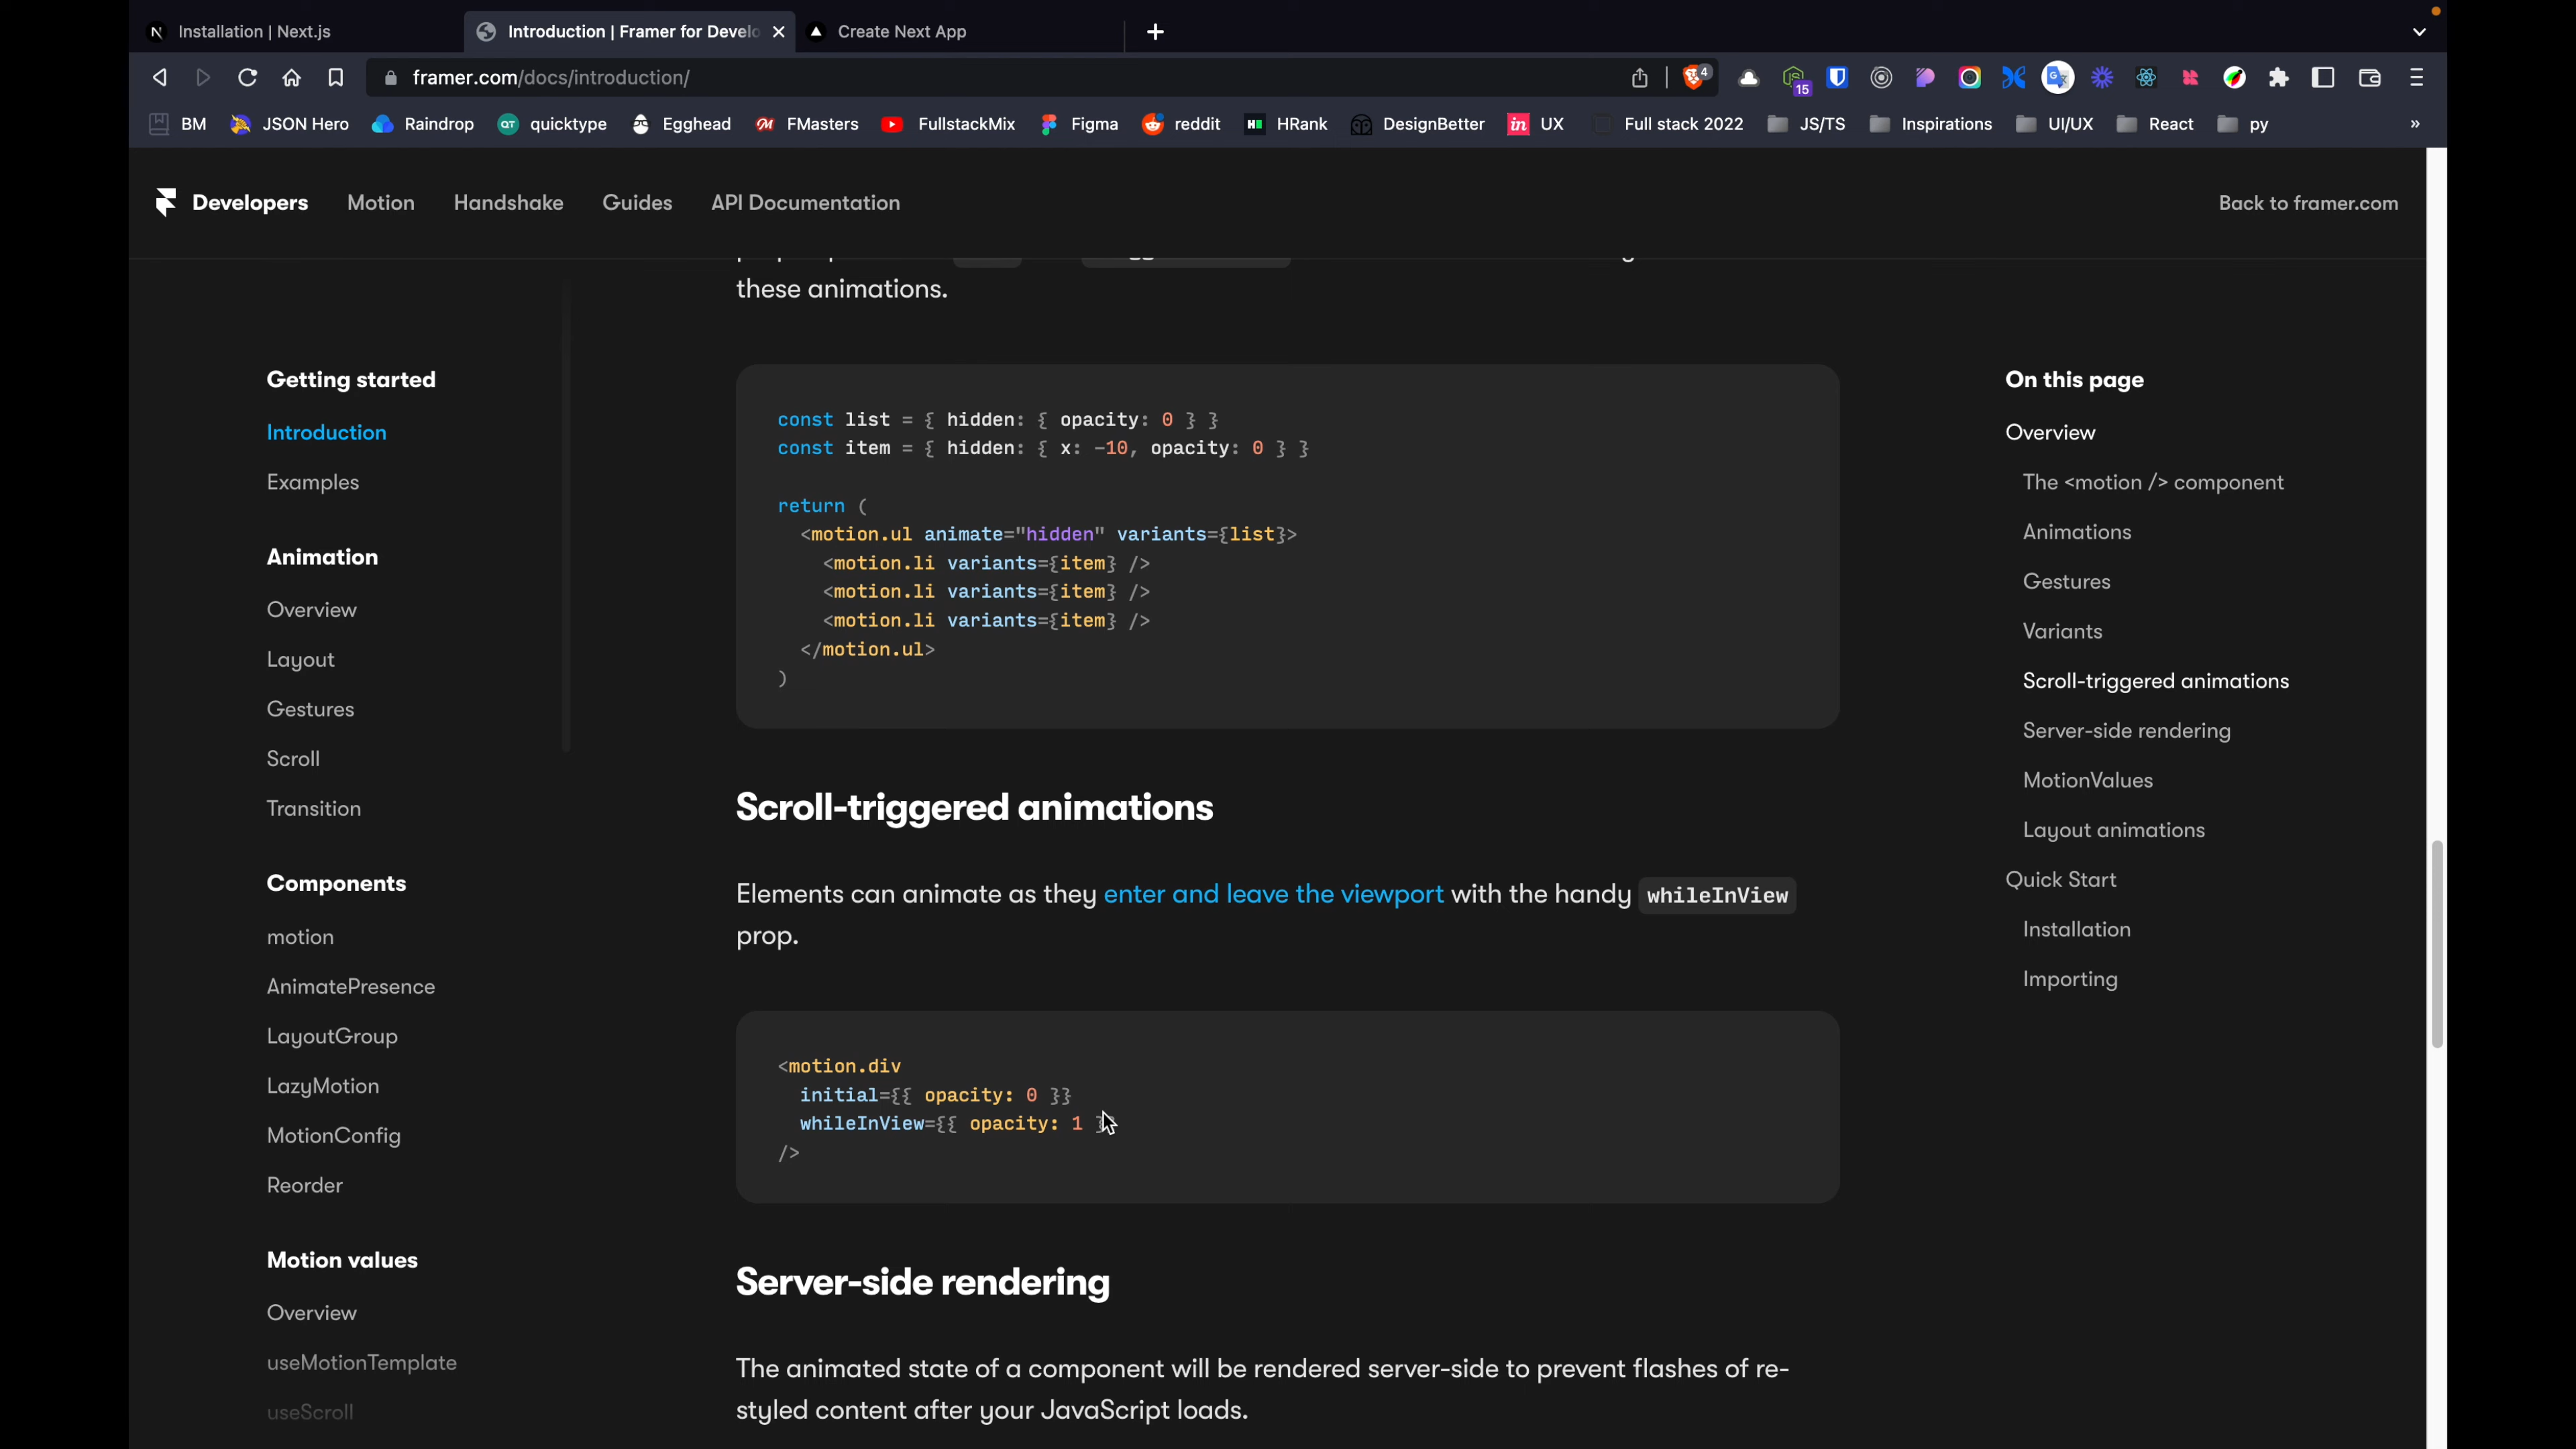 Installation | Next.js
Introduction | Framer for Develo
Create Next App
framer.com/docs/introduction/
4
15
BM
JSON Hero
Raindrop
quicktype
Egghead
FMasters
FullstackMix
Figma
reddit
HRank
DesignBetter
UX
Full stack 2022
JS/TS
Inspirations
UI/UX
React
py
»
Developers
Motion
Handshake
Guides
API Documentation
Back to framer.com
Getting started
Introduction
Examples
Animation
Overview
Layout
Gestures
Scroll
Transition
Components
motion
AnimatePresence
LayoutGroup
LazyMotion
MotionConfig
Reorder
Motion values
Overview
useMotionTemplate
useScroll
these animations.
const list = { hidden: { opacity: 0 } }
const item = { hidden: { x: -10, opacity: 0 } }
return (
<motion.ul animate="hidden" variants={list}>
<motion.li variants={item} />
<motion.li variants={item} />
<motion.li variants={item} />
</motion.ul>
)
Scroll-triggered animations
Elements can animate as they enter and leave the viewport with the handy whileInView
prop.
<motion.div
initial={{ opacity: 0 }}
whileInView={{ opacity: 1 }}
/>
Server-side rendering
The animated state of a component will be rendered server-side to prevent flashes of re-
styled content after your JavaScript loads.
On this page
Overview
The <motion /> component
Animations
Gestures
Variants
Scroll-triggered animations
Server-side rendering
MotionValues
Layout animations
Quick Start
Installation
Importing